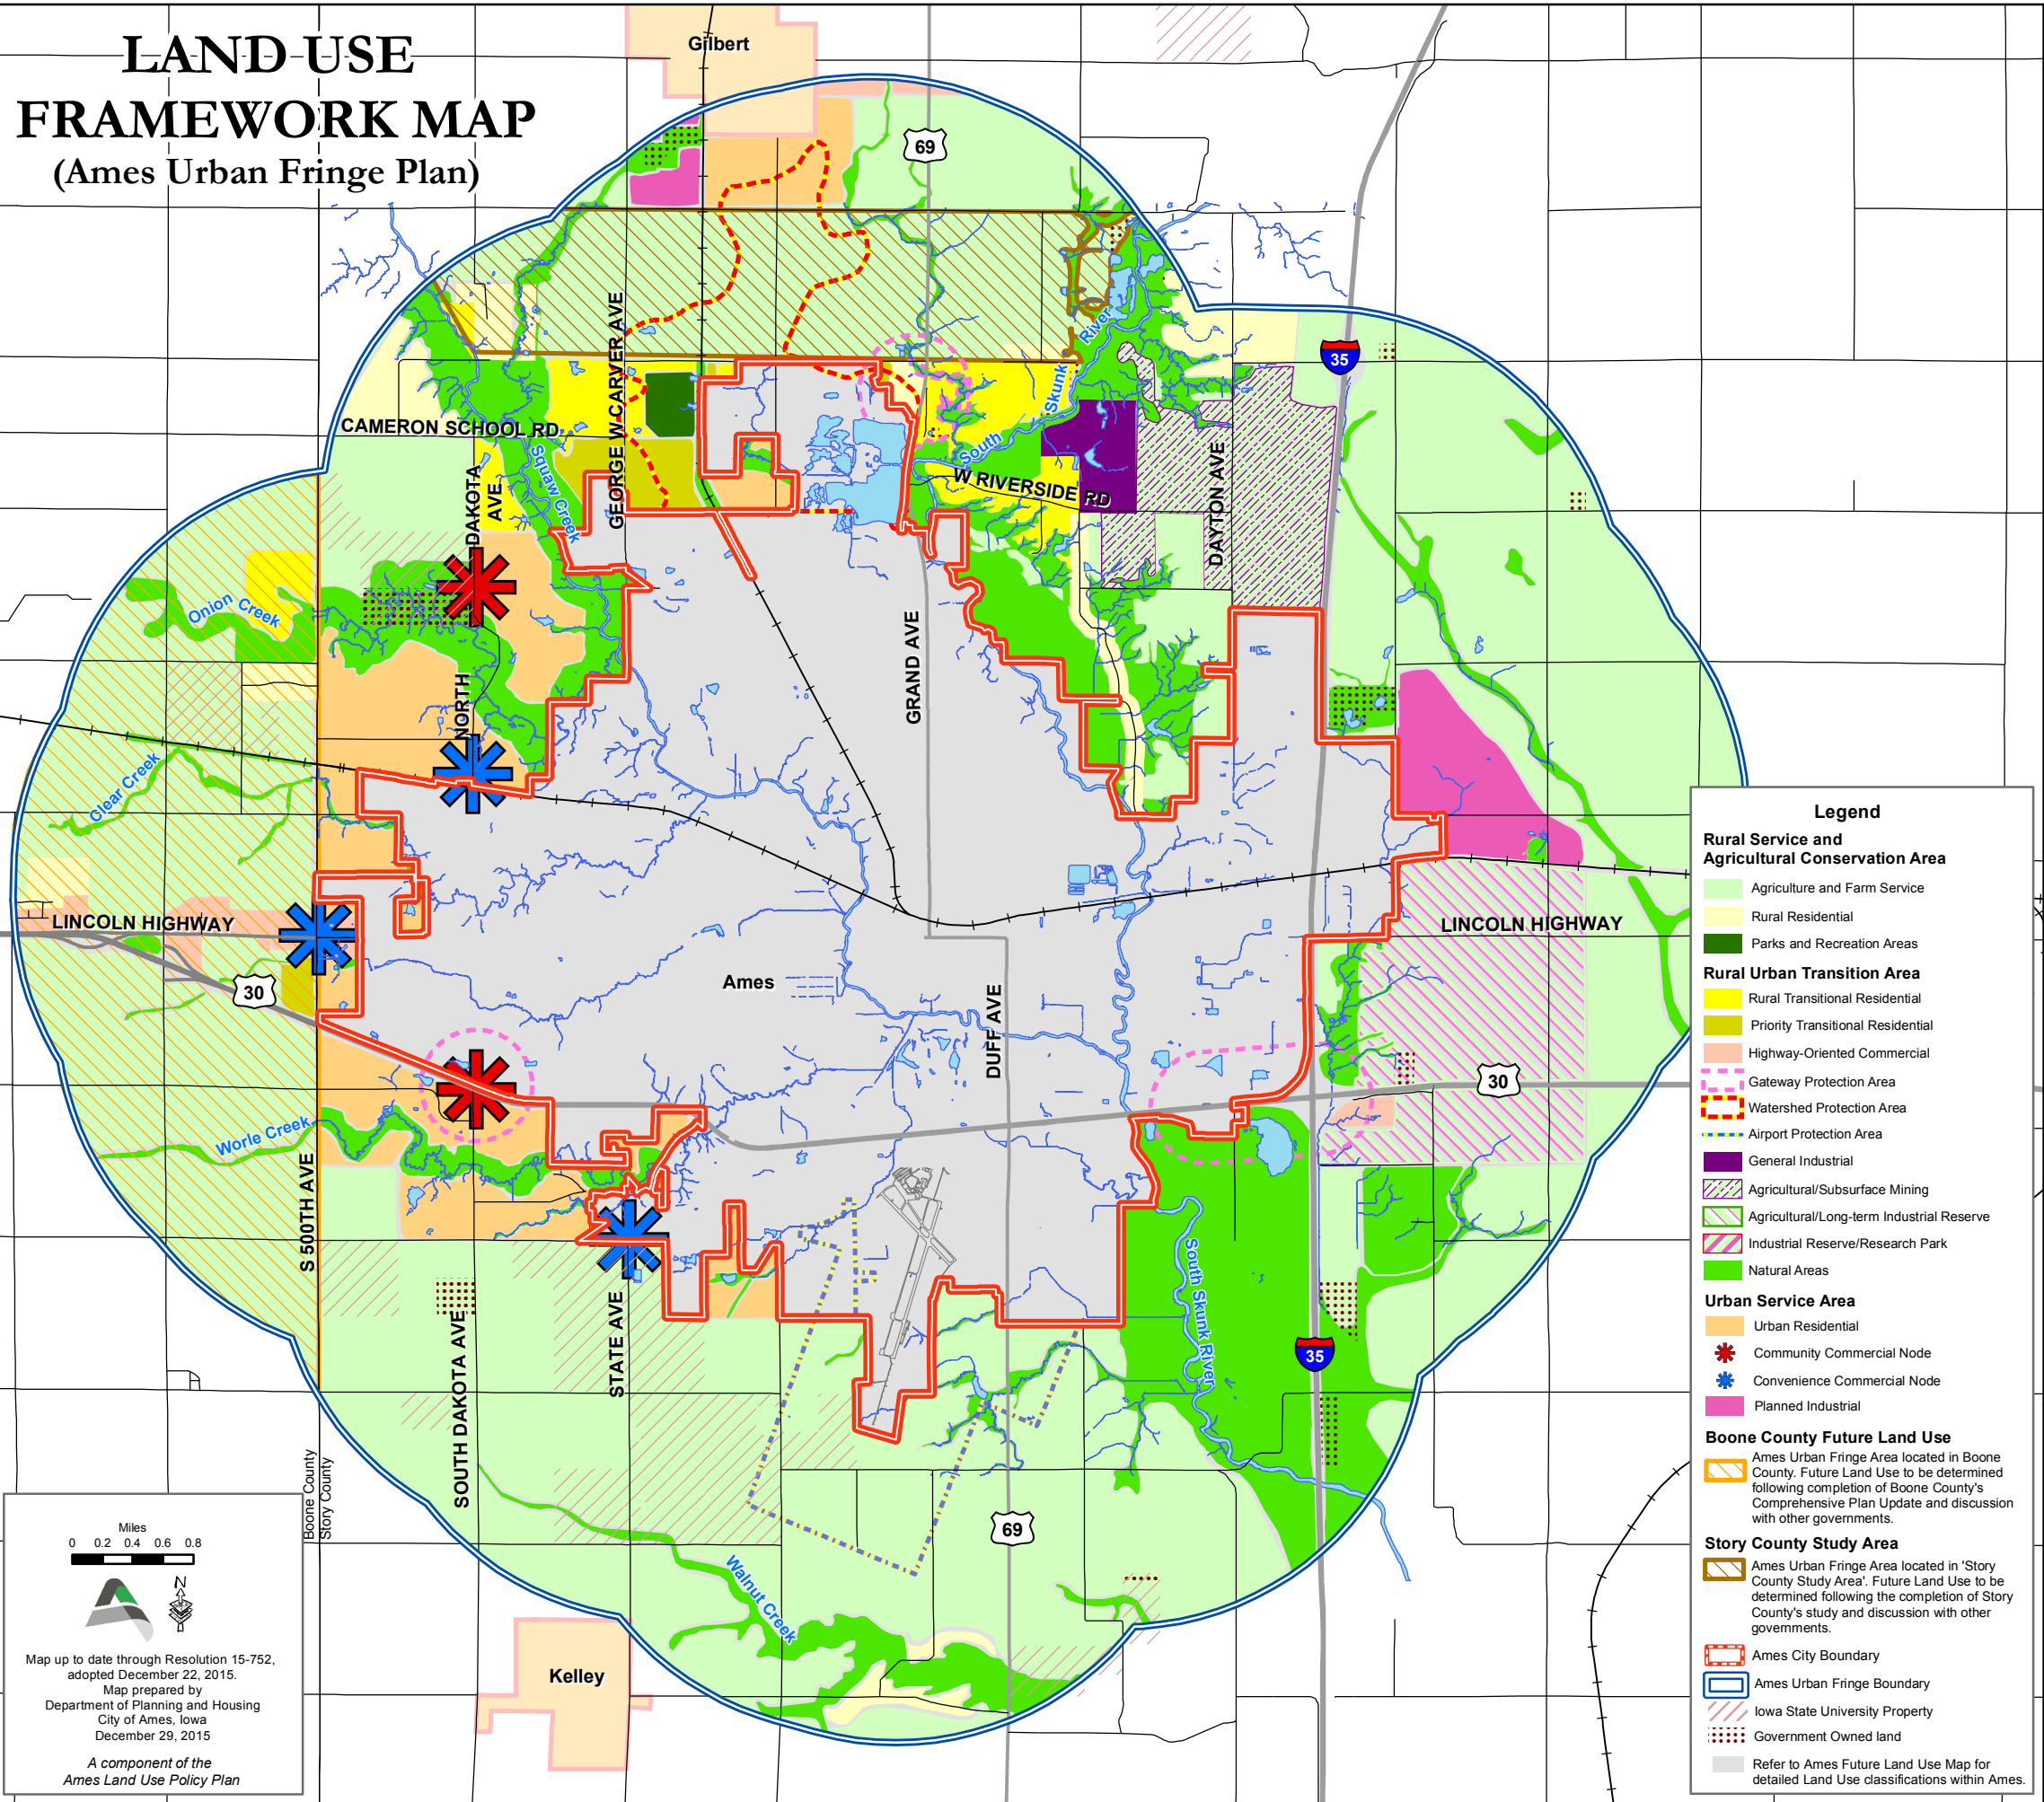 LAND USE
FRAMEWORK MAP
(Ames Urban Fringe Plan)
Gilbert
69
35
CAMERON SCHOOL RD
GEORGE W CARVER AVE
DAKOTA
AVE
Squaw Creek
South
Skunk
River
W RIVERSIDE RD
DAYTON AVE
Onion Creek
NORTH
GRAND AVE
Clear Creek
LINCOLN HIGHWAY
LINCOLN HIGHWAY
30
Ames
DUFF AVE
30
Worle Creek
S 500TH AVE
SOUTH DAKOTA AVE
STATE AVE
South Skunk River
35
69
Walnut Creek
Boone County
Story County
Kelley
Miles
0 0.2 0.4 0.6 0.8
N
Map up to date through Resolution 15-752,
adopted December 22, 2015.
Map prepared by
Department of Planning and Housing
City of Ames, Iowa
December 29, 2015
A component of the
Ames Land Use Policy Plan
Legend
Rural Service and
Agricultural Conservation Area
Agriculture and Farm Service
Rural Residential
Parks and Recreation Areas
Rural Urban Transition Area
Rural Transitional Residential
Priority Transitional Residential
Highway-Oriented Commercial
Gateway Protection Area
Watershed Protection Area
Airport Protection Area
General Industrial
Agricultural/Subsurface Mining
Agricultural/Long-term Industrial Reserve
Industrial Reserve/Research Park
Natural Areas
Urban Service Area
Urban Residential
Community Commercial Node
Convenience Commercial Node
Planned Industrial
Boone County Future Land Use
Ames Urban Fringe Area located in Boone
County. Future Land Use to be determined
following completion of Boone County's
Comprehensive Plan Update and discussion
with other governments.
Story County Study Area
Ames Urban Fringe Area located in 'Story
County Study Area'. Future Land Use to be
determined following the completion of Story
County's study and discussion with other
governments.
Ames City Boundary
Ames Urban Fringe Boundary
Iowa State University Property
Government Owned land
Refer to Ames Future Land Use Map for
detailed Land Use classifications within Ames.